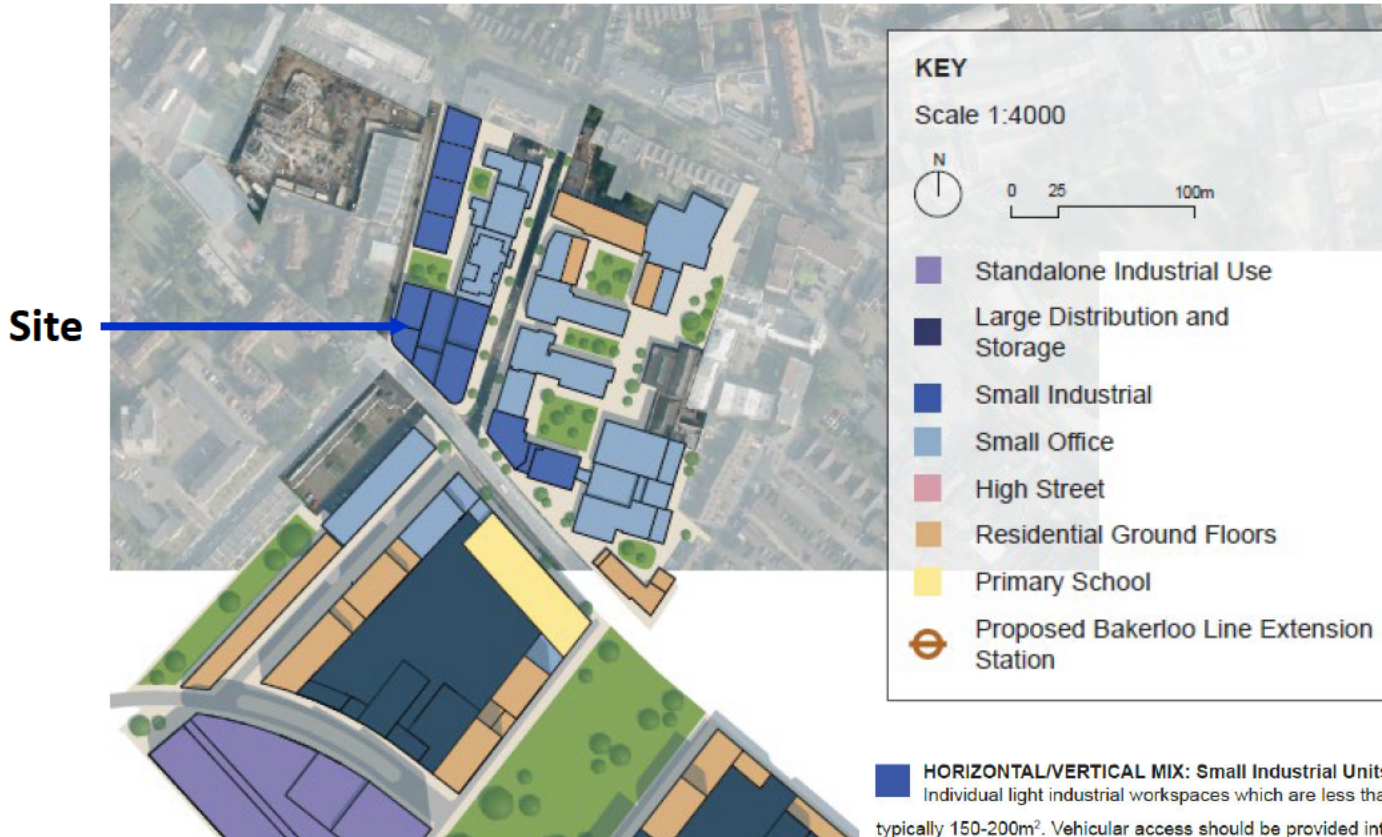 Site
KEY
Scale 1:4000
N
0 25 100m
Standalone Industrial Use
Large Distribution and
Storage
Small Industrial
Small Office
High Street
Residential Ground Floors
Primary School
Proposed Bakerloo Line Extension
Station
HORIZONTAL/VERTICAL MIX: Small Industrial Units
Individual light industrial workspaces which are less tha
typically 150-200m². Vehicular access should be provided int